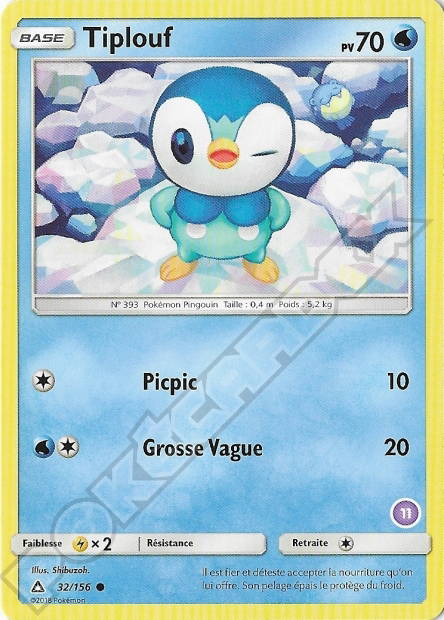 BASE Tiplouf PV70
N° 393 Pokémon Pingouin Taille : 0,4 m Poids : 5,2 kg
Picpic 10
Grosse Vague 20
11
Faiblesse ×2 Résistance Retraite
Illus. Shibuzoh.
32/156
©2018 Pokémon
Il est fier et déteste accepter la nourriture qu'on
lui offre. Son pelage épais le protège du froid.
POKÉCARDEX